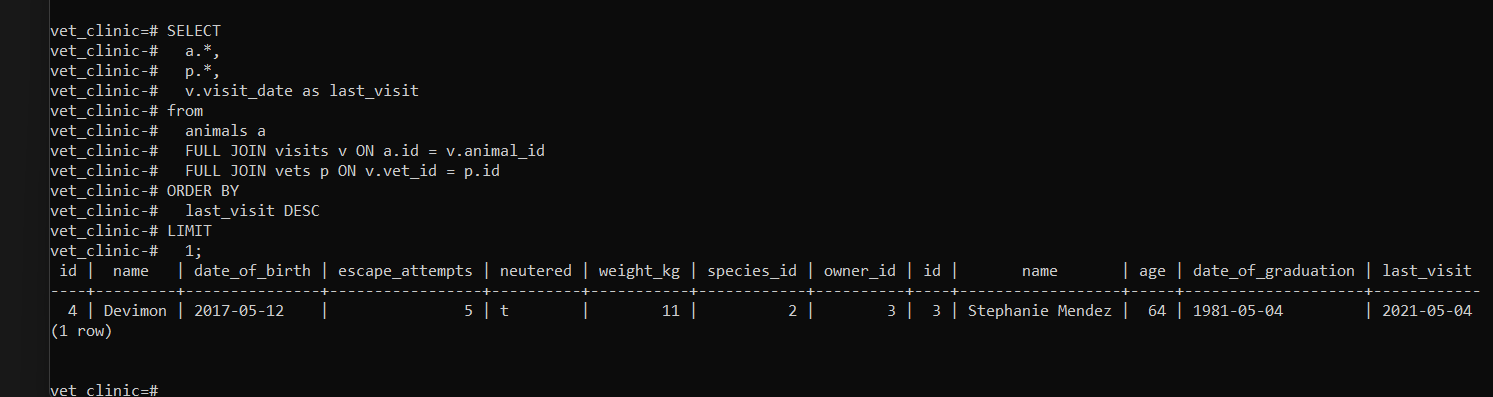 vet_clinic=# SELECT
vet_clinic-#   a.*,
vet_clinic-#   p.*,
vet_clinic-#   v.visit_date as last_visit
vet_clinic-# from
vet_clinic-#   animals a
vet_clinic-#   FULL JOIN visits v ON a.id = v.animal_id
vet_clinic-#   FULL JOIN vets p ON v.vet_id = p.id
vet_clinic-# ORDER BY
vet_clinic-#   last_visit DESC
vet_clinic-# LIMIT
vet_clinic-#   1;
 id |  name   | date_of_birth | escape_attempts | neutered | weight_kg | species_id | owner_id | id |       name       | age | date_of_graduation | last_visit
----+---------+---------------+-----------------+----------+-----------+------------+----------+----+------------------+-----+--------------------+------------
  4 | Devimon | 2017-05-12    |               5 | t        |        11 |          2 |        3 |  3 | Stephanie Mendez |  64 | 1981-05-04         | 2021-05-04
(1 row)
vet_clinic=#